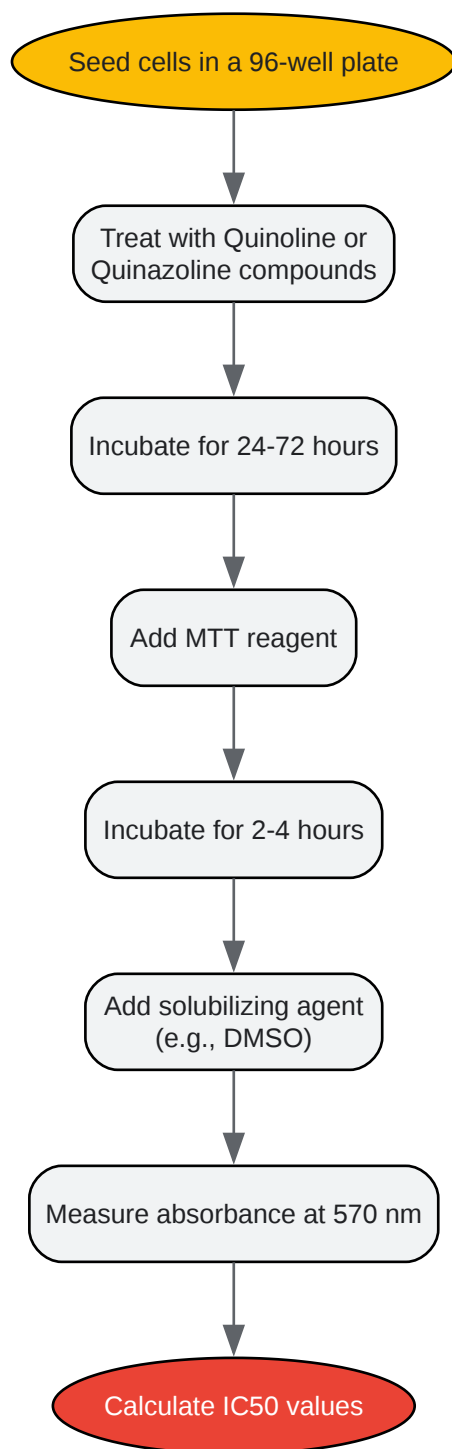 Seed cells in a 96-well plate
Treat with Quinoline or
Quinazoline compounds
Incubate for 24-72 hours
Add MTT reagent
Incubate for 2-4 hours
Add solubilizing agent
(e.g., DMSO)
Measure absorbance at 570 nm
Calculate IC50 values